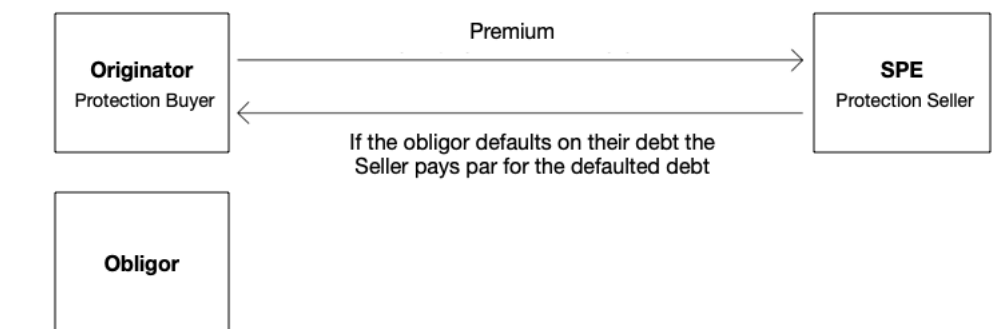 Premium
Originator
Protection Buyer
SPE
Protection Seller
If the obligor defaults on their debt the
Seller pays par for the defaulted debt
Obligor